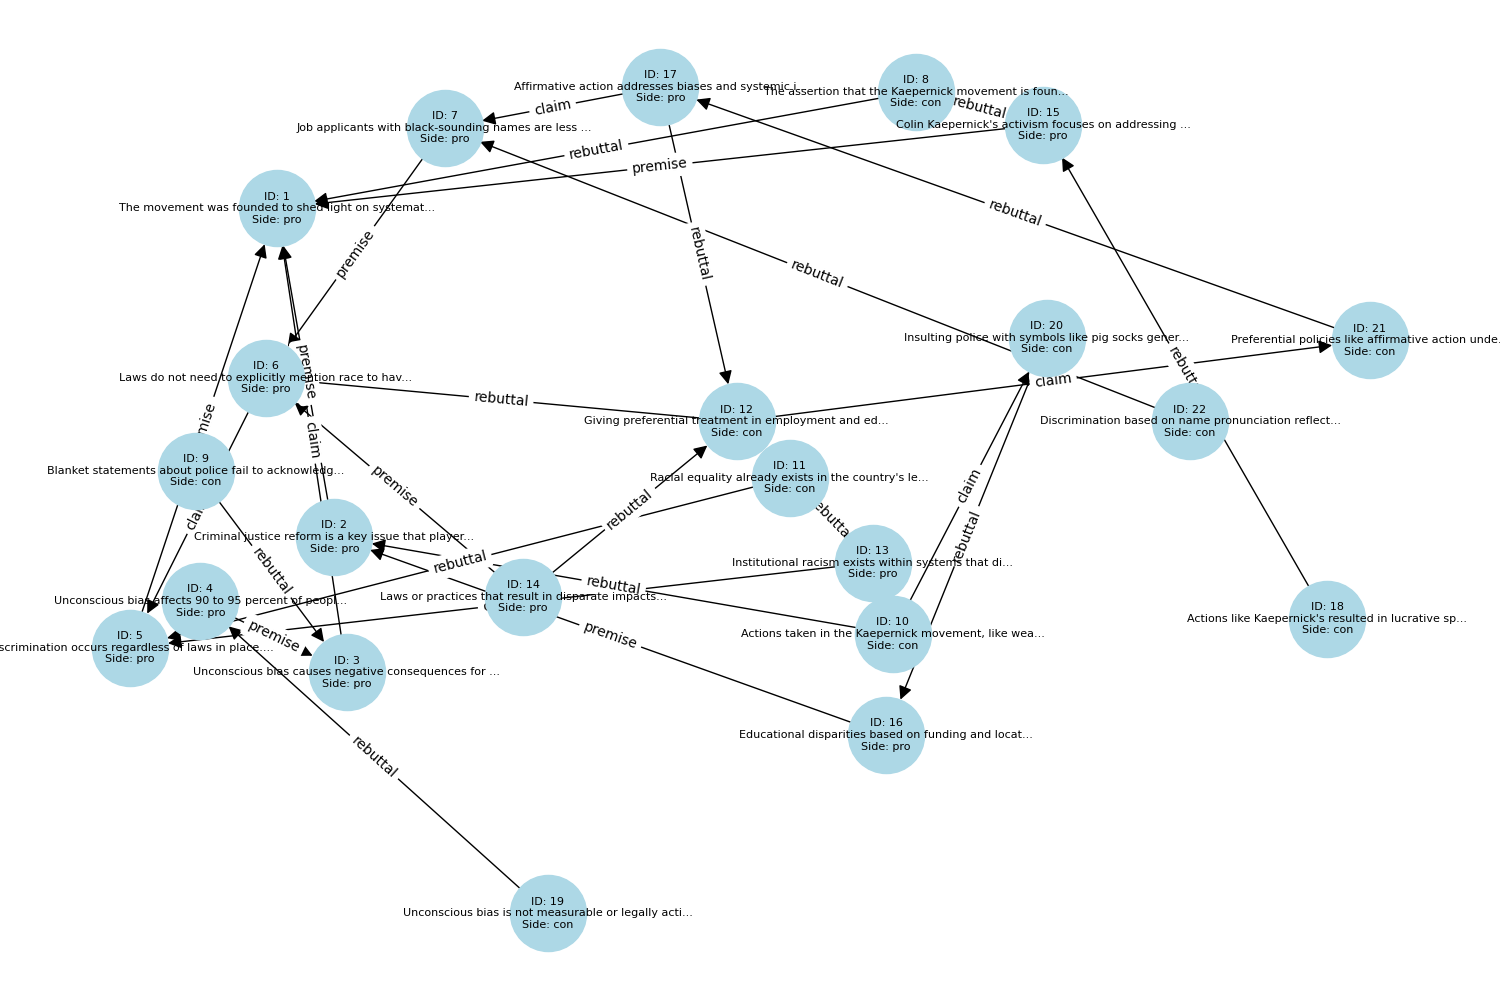 ID: 17
Affirmative action addresses biases and systemic i...
Side: pro
ID: 8
The assertion that the Kaepernick movement is foun...
Side: con
ID: 7
Job applicants with black-sounding names are less ...
Side: pro
claim
rebuttal
ID: 15
Colin Kaepernick's activism focuses on addressing ...
Side: pro
rebuttal
premise
ID: 1
The movement was founded to shed light on systemat...
Side: pro
rebuttal
premise
rebuttal
rebuttal
ID: 20
Insulting police with symbols like pig socks gener...
Side: con
ID: 21
Preferential policies like affirmative action unde...
Side: con
ID: 6
Laws do not need to explicitly mention race to hav...
Side: pro
premise
rebuttal
claim
ID: 12
Giving preferential treatment in employment and ed...
Side: con
ID: 22
Discrimination based on name pronunciation reflect...
Side: con
claim
ID: 9
Blanket statements about police fail to acknowledg...
Side: con
premise
ID: 11
Racial equality already exists in the country's le...
Side: con
claim
rebuttal
rebuttal
ID: 2
Criminal justice reform is a key issue that player...
Side: pro
rebuttal
rebuttal
rebuttal
ID: 13
Institutional racism exists within systems that di...
Side: pro
ID: 4
Unconscious bias affects 90 to 95 percent of peopl...
Side: pro
ID: 14
Laws or practices that result in disparate impacts...
Side: pro
ID: 5
scrimination occurs regardless of laws in place....
Side: pro
premise
premise
ID: 10
Actions taken in the Kaepernick movement, like wea...
Side: con
ID: 18
Actions like Kaepernick's resulted in lucrative sp...
Side: con
ID: 3
Unconscious bias causes negative consequences for ...
Side: pro
ID: 16
Educational disparities based on funding and locat...
Side: pro
rebuttal
ID: 19
Unconscious bias is not measurable or legally acti...
Side: con